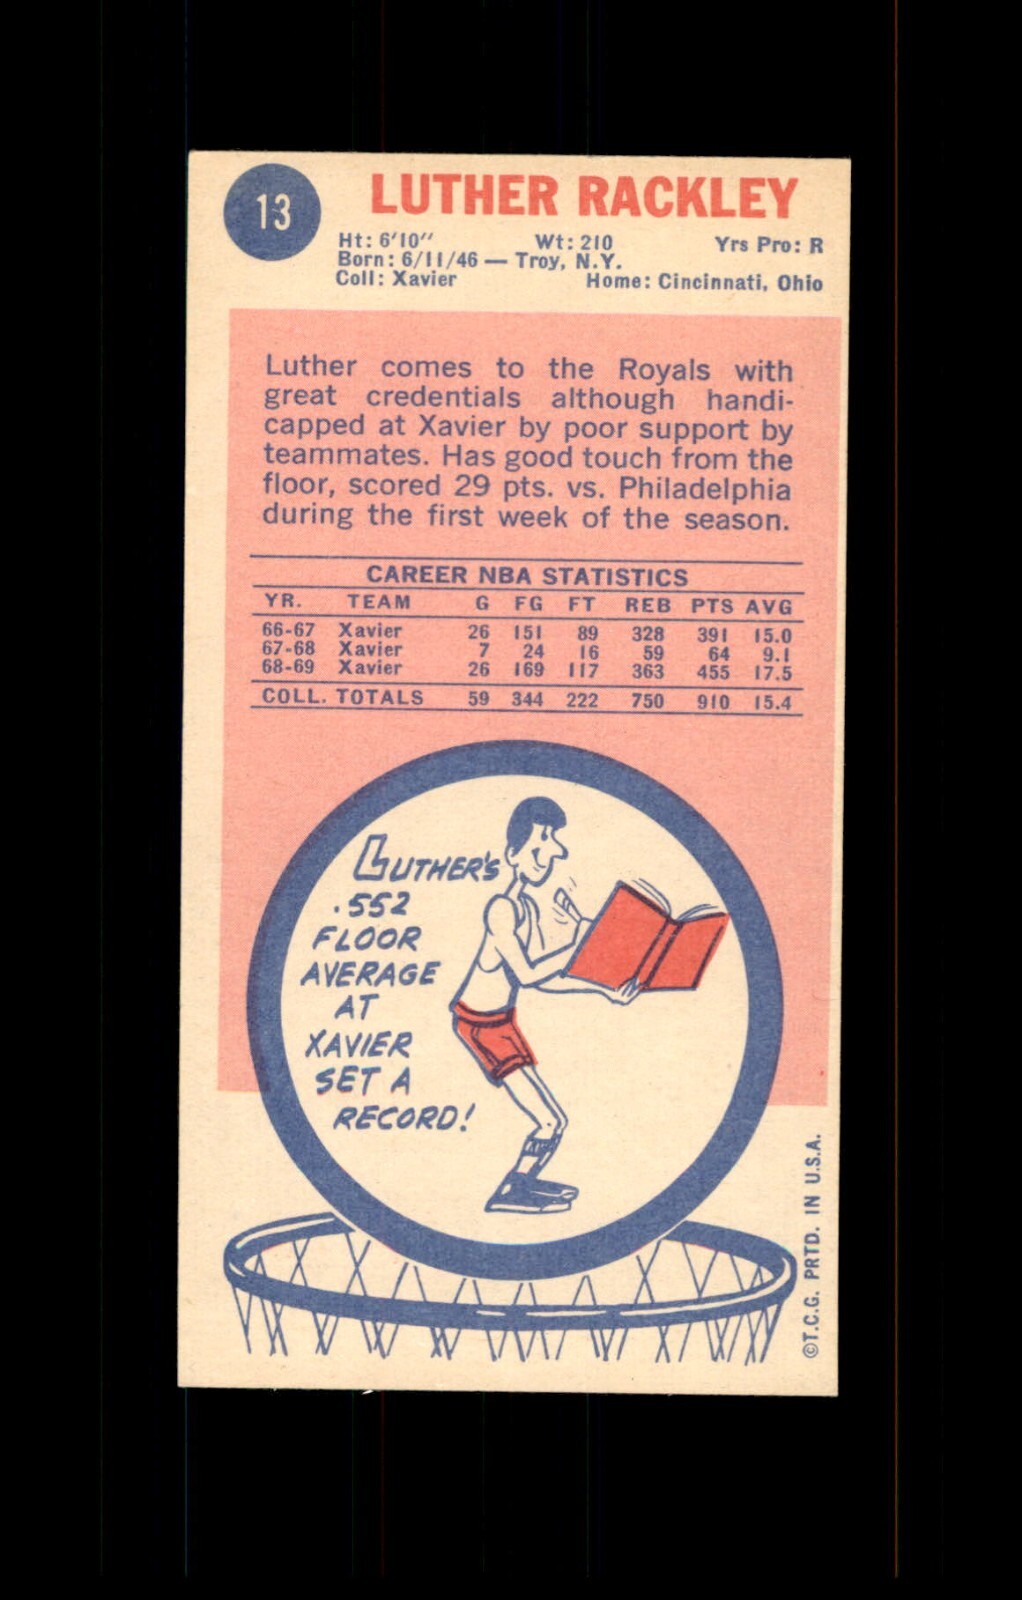 13
LUTHER RACKLEY
Ht: 6'10" Wt: 210 Yrs Pro: R
Born: 6/11/46 — Troy, N.Y.
Coll: Xavier Home: Cincinnati, Ohio
Luther comes to the Royals with
great credentials although handi-
capped at Xavier by poor support by
teammates. Has good touch from the
floor, scored 29 pts. vs. Philadelphia
during the first week of the season.
CAREER NBA STATISTICS
YR. TEAM G FG FT REB PTS AVG
66-67 Xavier 26 151 89 328 391 15.0
67-68 Xavier 7 24 16 59 64 9.1
68-69 Xavier 26 169 117 363 455 17.5
COLL. TOTALS 59 344 222 750 910 15.4
LUTHER'S
.552
FLOOR
AVERAGE
AT
XAVIER
SET A
RECORD!
©T.C.G. PRTD. IN U.S.A.